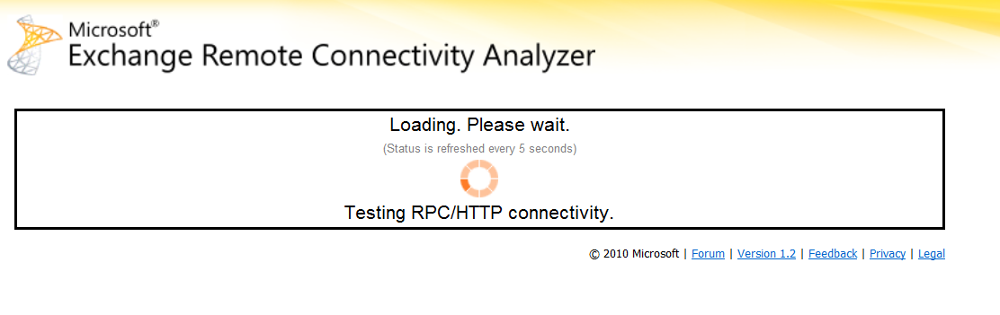 Microsoft®
Exchange Remote Connectivity Analyzer
Loading. Please wait.
(Status is refreshed every 5 seconds)
Testing RPC/HTTP connectivity.
© 2010 Microsoft | Forum | Version 1.2 | Feedback | Privacy | Legal